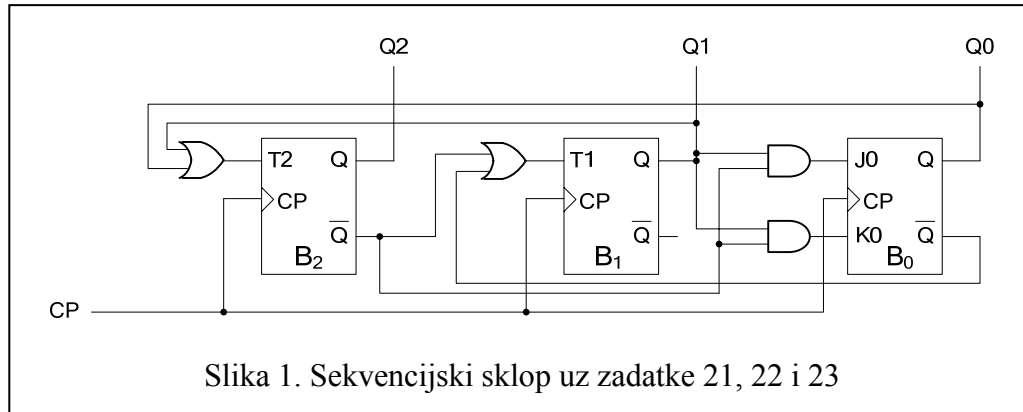 Q2 Q1 Q0
T2 Q T1 Q J0 Q
CP CP CP
Q̅ Q̅ K0 Q̅
B₂ B₁ B₀
CP
Slika 1. Sekvencijski sklop uz zadatke 21, 22 i 23